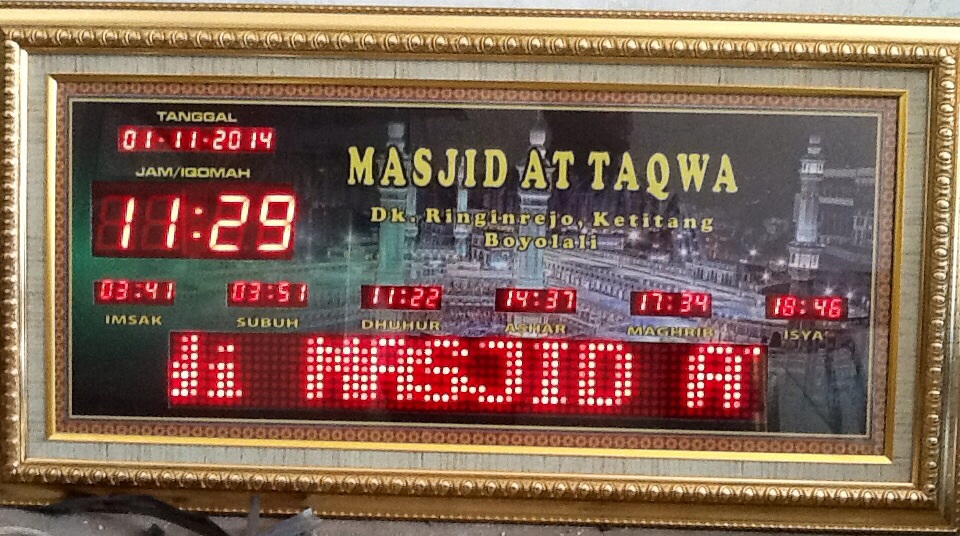 TANGGAL
01-11-2014
JAM/IQOMAH
11:29
MASJID AT TAQWA
Dk. Ringinrejo, Ketitang
Boyolali
03:41 03:51 11:22 14:37 17:34 18:46
IMSAK SUBUH DHUHUR ASHAR MAGHRIB ISYA'
di MASJID A